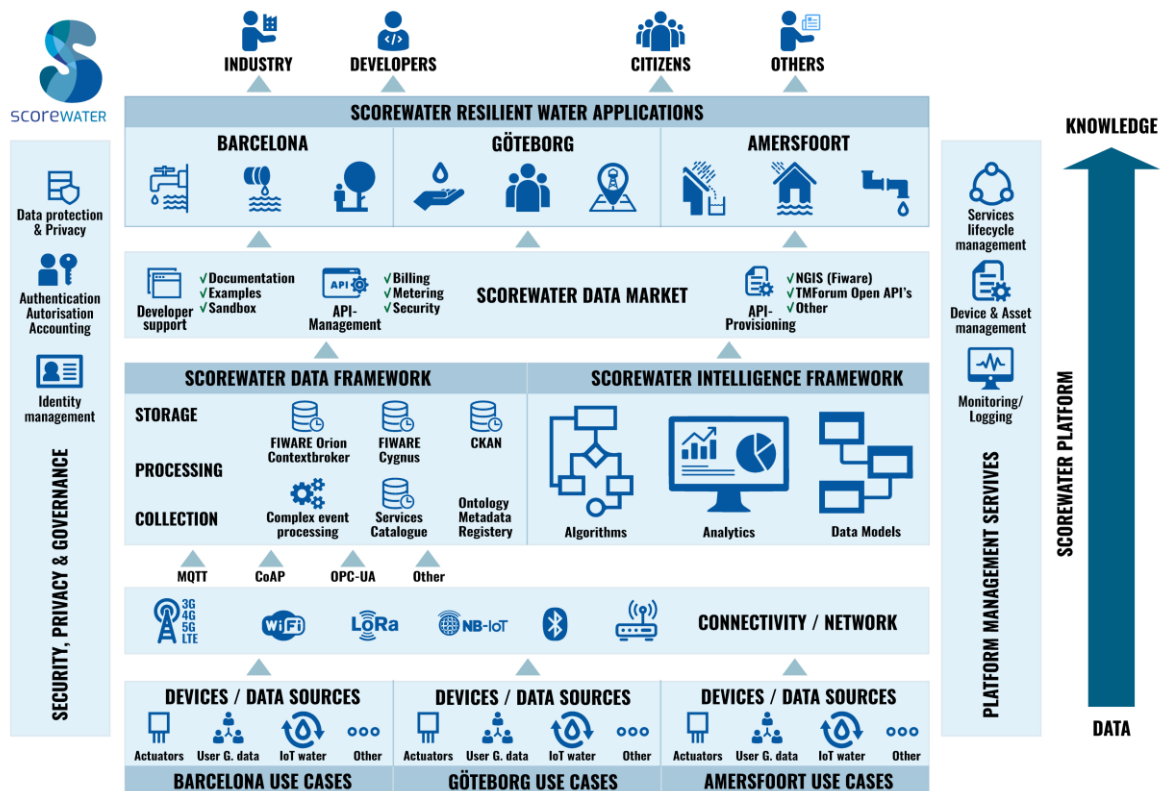 SCOREWATER
INDUSTRY
DEVELOPERS
CITIZENS
OTHERS
SCOREWATER RESILIENT WATER APPLICATIONS
BARCELONA
GÖTEBORG
AMERSFOORT
Developer
support
√Documentation
√Examples
√Sandbox
API
API-
Management
√Billing
√Metering
√Security
SCOREWATER DATA MARKET
API-
Provisioning
√NGIS (Fiware)
√TMForum Open API's
√Other
SCOREWATER DATA FRAMEWORK
STORAGE
FIWARE Orion
Contextbroker
FIWARE
Cygnus
CKAN
PROCESSING
COLLECTION
Complex event
processing
Services
Catalogue
Ontology
Metadata
Registery
SCOREWATER INTELLIGENCE FRAMEWORK
Algorithms
Analytics
Data Models
MQTT
CoAP
OPC-UA
Other
3G
4G
5G
LTE
WiFi
LoRa
NB-IoT
CONNECTIVITY / NETWORK
DEVICES / DATA SOURCES
Actuators
User G. data
IoT water
Other
BARCELONA USE CASES
DEVICES / DATA SOURCES
Actuators
User G. data
IoT water
Other
GÖTEBORG USE CASES
DEVICES / DATA SOURCES
Actuators
User G. data
IoT water
Other
AMERSFOORT USE CASES
Data protection
& Privacy
Authentication
Autorisation
Accounting
Identity
management
SECURITY, PRIVACY & GOVERNANCE
Services
lifecycle
management
Device & Asset
management
Monitoring/
Logging
PLATFORM MANAGEMENT SERVIVES
KNOWLEDGE
SCOREWATER PLATFORM
DATA